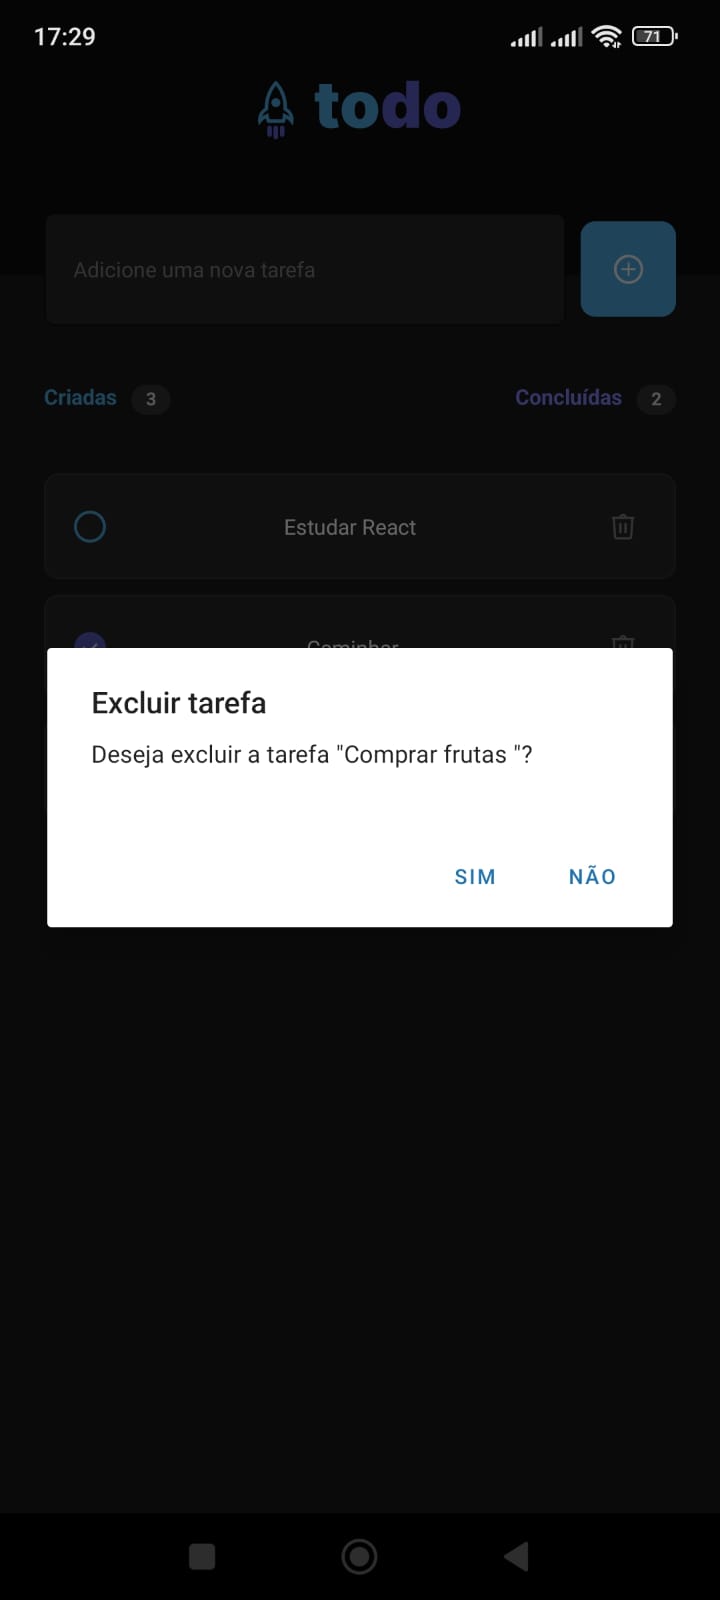 17:29
71
todo
Adicione uma nova tarefa
Criadas 3
Concluídas 2
Estudar React
Caminhar
Excluir tarefa
Deseja excluir a tarefa "Comprar frutas "?
SIM NÃO